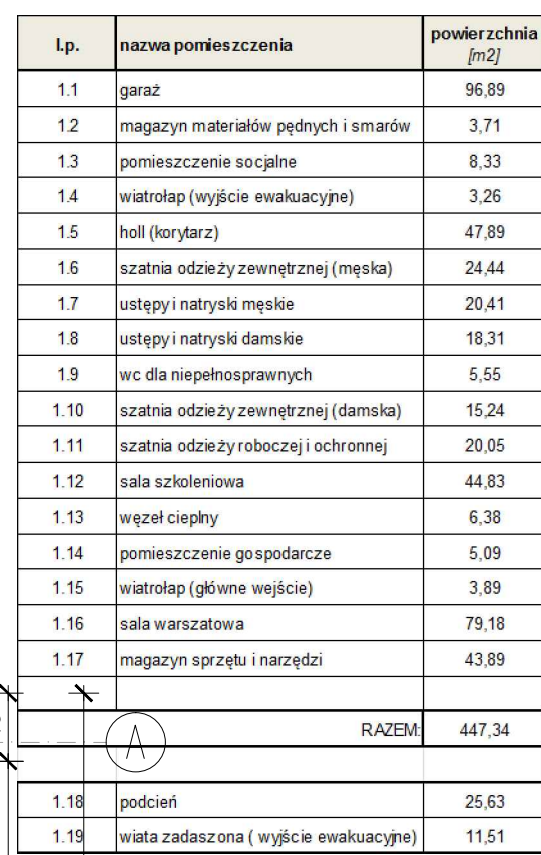 l.p. nazwa pomieszczenia powierzchnia [m2]
1.1 garaż 96,89
1.2 magazyn materiałów pędnych i smarów 3,71
1.3 pomieszczenie socjalne 8,33
1.4 wiatrołap (wyjście ewakuacyjne) 3,26
1.5 holl (korytarz) 47,89
1.6 szatnia odzieży zewnętrznej (męska) 24,44
1.7 ustępy i natryski męskie 20,41
1.8 ustępy i natryski damskie 18,31
1.9 wc dla niepełnosprawnych 5,55
1.10 szatnia odzieży zewnętrznej (damska) 15,24
1.11 szatnia odzieży roboczej i ochronnej 20,05
1.12 sala szkoleniowa 44,83
1.13 węzeł cieplny 6,38
1.14 pomieszczenie gospodarcze 5,09
1.15 wiatrołap (główne wejście) 3,89
1.16 sala warszatowa 79,18
1.17 magazyn sprzętu i narzędzi 43,89
RAZEM: 447,34
A
1.18 podcień 25,63
1.19 wiata zadaszona ( wyjście ewakuacyjne) 11,51